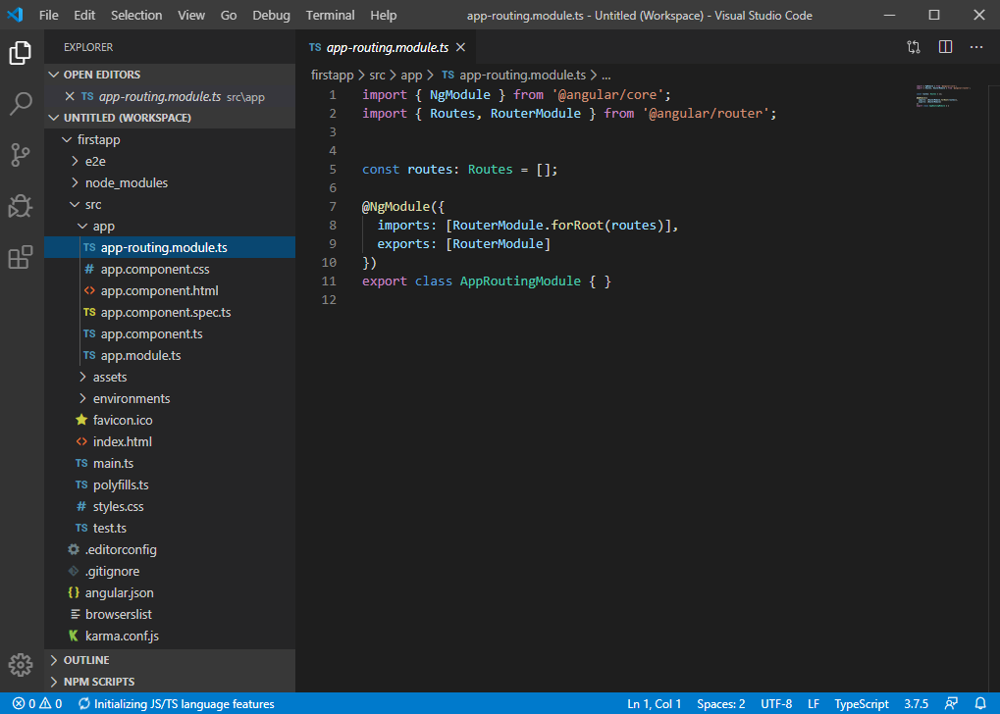 File Edit Selection View Go Debug Terminal Help app-routing.module.ts - Untitled (Workspace) - Visual Studio Code
EXPLORER
OPEN EDITORS
TS app-routing.module.ts src\app
UNTITLED (WORKSPACE)
firstapp
e2e
node_modules
src
app
TS app-routing.module.ts
# app.component.css
<> app.component.html
TS app.component.spec.ts
TS app.component.ts
TS app.module.ts
assets
environments
favicon.ico
<> index.html
TS main.ts
TS polyfills.ts
# styles.css
TS test.ts
.editorconfig
.gitignore
{} angular.json
browserslist
karma.conf.js
OUTLINE
NPM SCRIPTS
TS app-routing.module.ts
firstapp > src > app > TS app-routing.module.ts > ...
1 import { NgModule } from '@angular/core';
2 import { Routes, RouterModule } from '@angular/router';
3
4
5 const routes: Routes = [];
6
7 @NgModule({
8 imports: [RouterModule.forRoot(routes)],
9 exports: [RouterModule]
10 })
11 export class AppRoutingModule { }
12
0 0 Initializing JS/TS language features Ln 1, Col 1 Spaces: 2 UTF-8 LF TypeScript 3.7.5